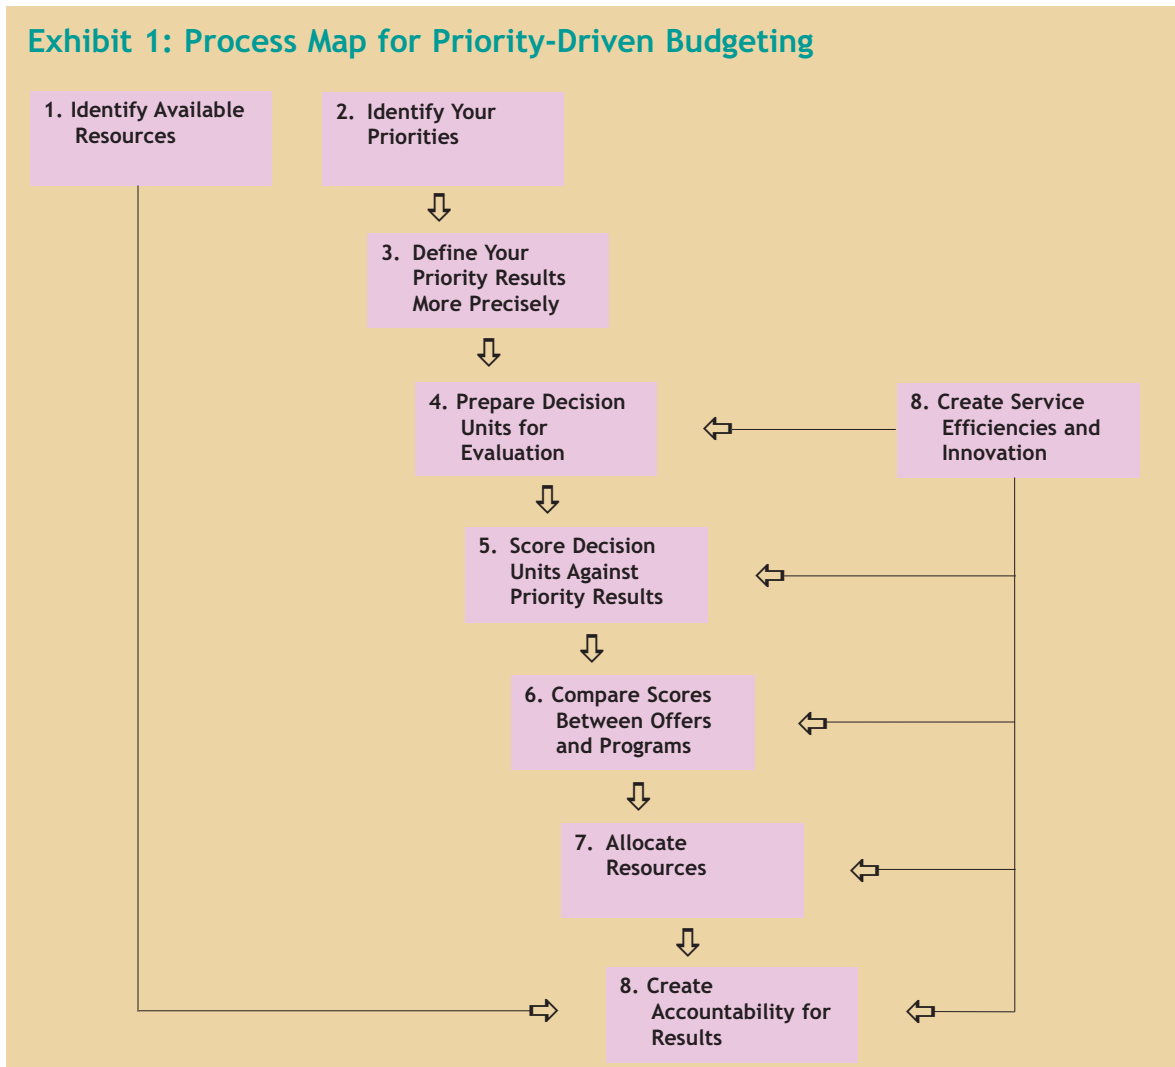 Exhibit 1: Process Map for Priority-Driven Budgeting
1. Identify Available
Resources
2. Identify Your
Priorities
3. Define Your
Priority Results
More Precisely
4. Prepare Decision
Units for
Evaluation
8. Create Service
Efficiencies and
Innovation
5. Score Decision
Units Against
Priority Results
6. Compare Scores
Between Offers
and Programs
7. Allocate
Resources
8. Create
Accountability for
Results